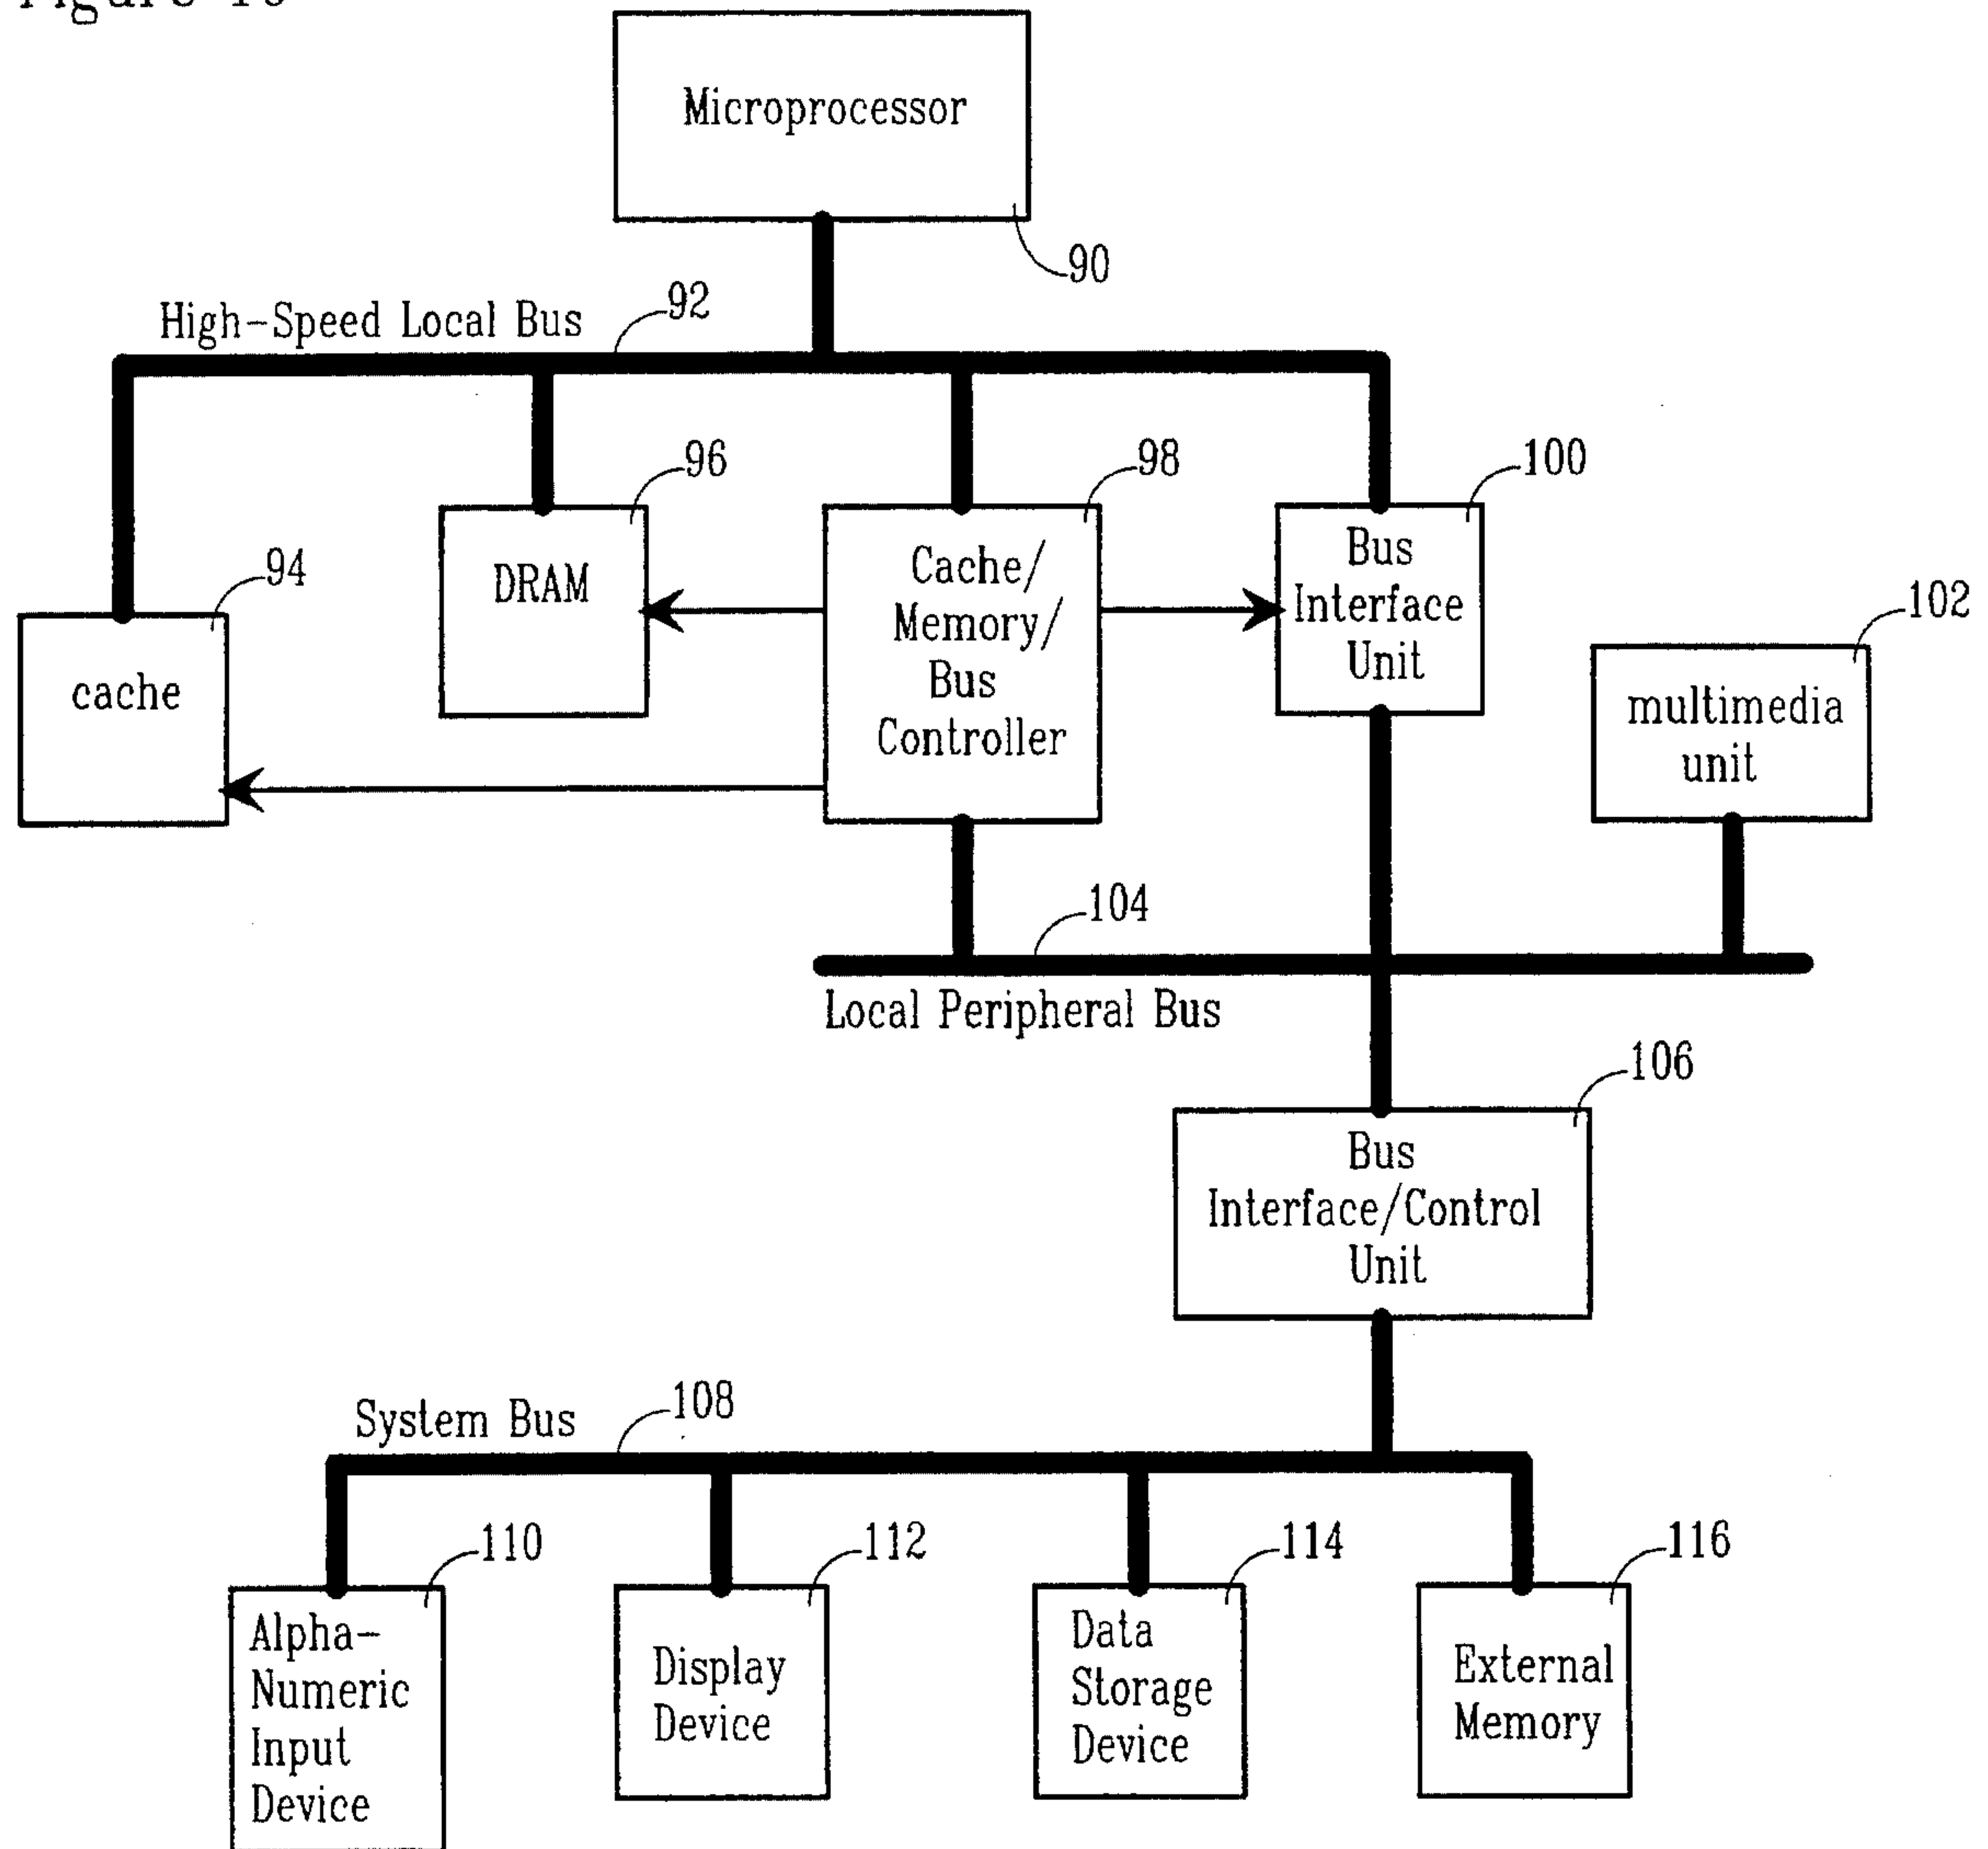 Microprocessor
90
High-Speed Local Bus
92
96
98
100
94
102
DRAM
cache
Cache/
Memory/
Bus
Controller
Bus
Interface
Unit
multimedia
unit
104
Local Peripheral Bus
106
Bus
Interface/Control
Unit
System Bus
108
110
112
114
116
Alpha-
Numeric
Input
Device
Display
Device
Data
Storage
Device
External
Memory